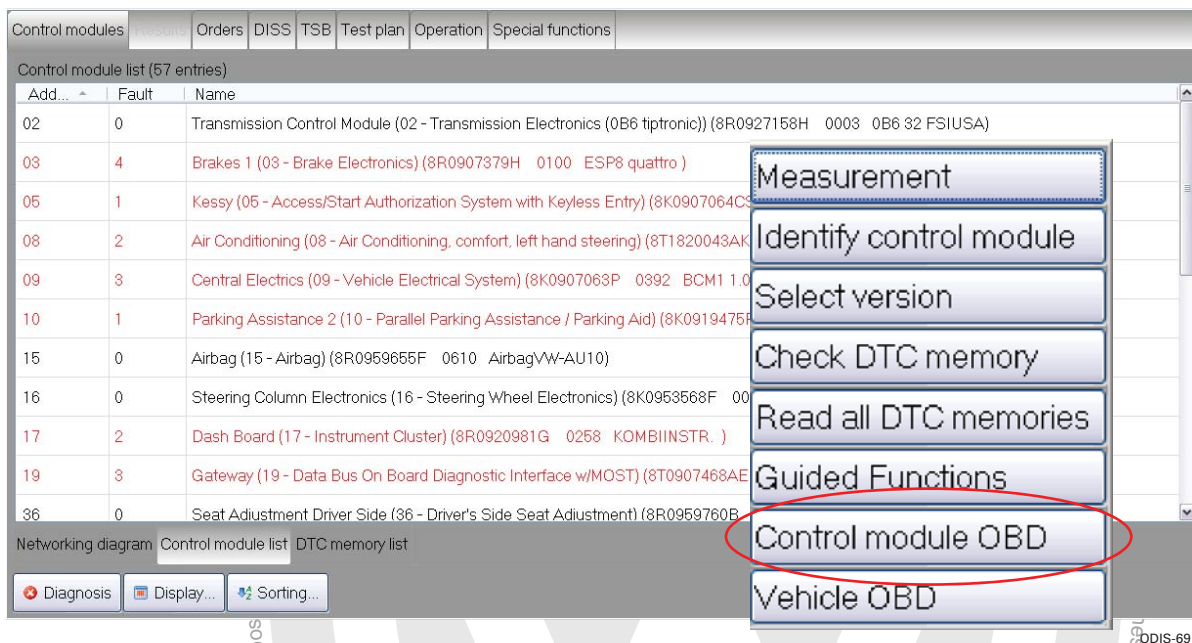 Control modules Results Orders DISS TSB Test plan Operation Special functions
Control module list (57 entries)
Add... Fault Name
02 0 Transmission Control Module (02 - Transmission Electronics (0B6 tiptronic)) (8R0927158H 0003 0B6 32 FSIUSA)
03 4 Brakes 1 (03 - Brake Electronics) (8R0907379H 0100 ESP8 quattro )
05 1 Kessy (05 - Access/Start Authorization System with Keyless Entry) (8K0907064CS
08 2 Air Conditioning (08 - Air Conditioning, comfort, left hand steering) (8T1820043AK
09 3 Central Electrics (09 - Vehicle Electrical System) (8K0907063P 0392 BCM1 1.0
10 1 Parking Assistance 2 (10 - Parallel Parking Assistance / Parking Aid) (8K0919475F
15 0 Airbag (15 - Airbag) (8R0959655F 0610 AirbagVW-AU10)
16 0 Steering Column Electronics (16 - Steering Wheel Electronics) (8K0953568F 00
17 2 Dash Board (17 - Instrument Cluster) (8R0920981G 0258 KOMBIINSTR. )
19 3 Gateway (19 - Data Bus On Board Diagnostic Interface w/MOST) (8T0907468AE
36 0 Seat Adjustment Driver Side (36 - Driver's Side Seat Adjustment) (8R0959760B
Measurement
Identify control module
Select version
Check DTC memory
Read all DTC memories
Guided Functions
Control module OBD
Vehicle OBD
Networking diagram Control module list DTC memory list
Diagnosis Display... Sorting...
ODIS-69